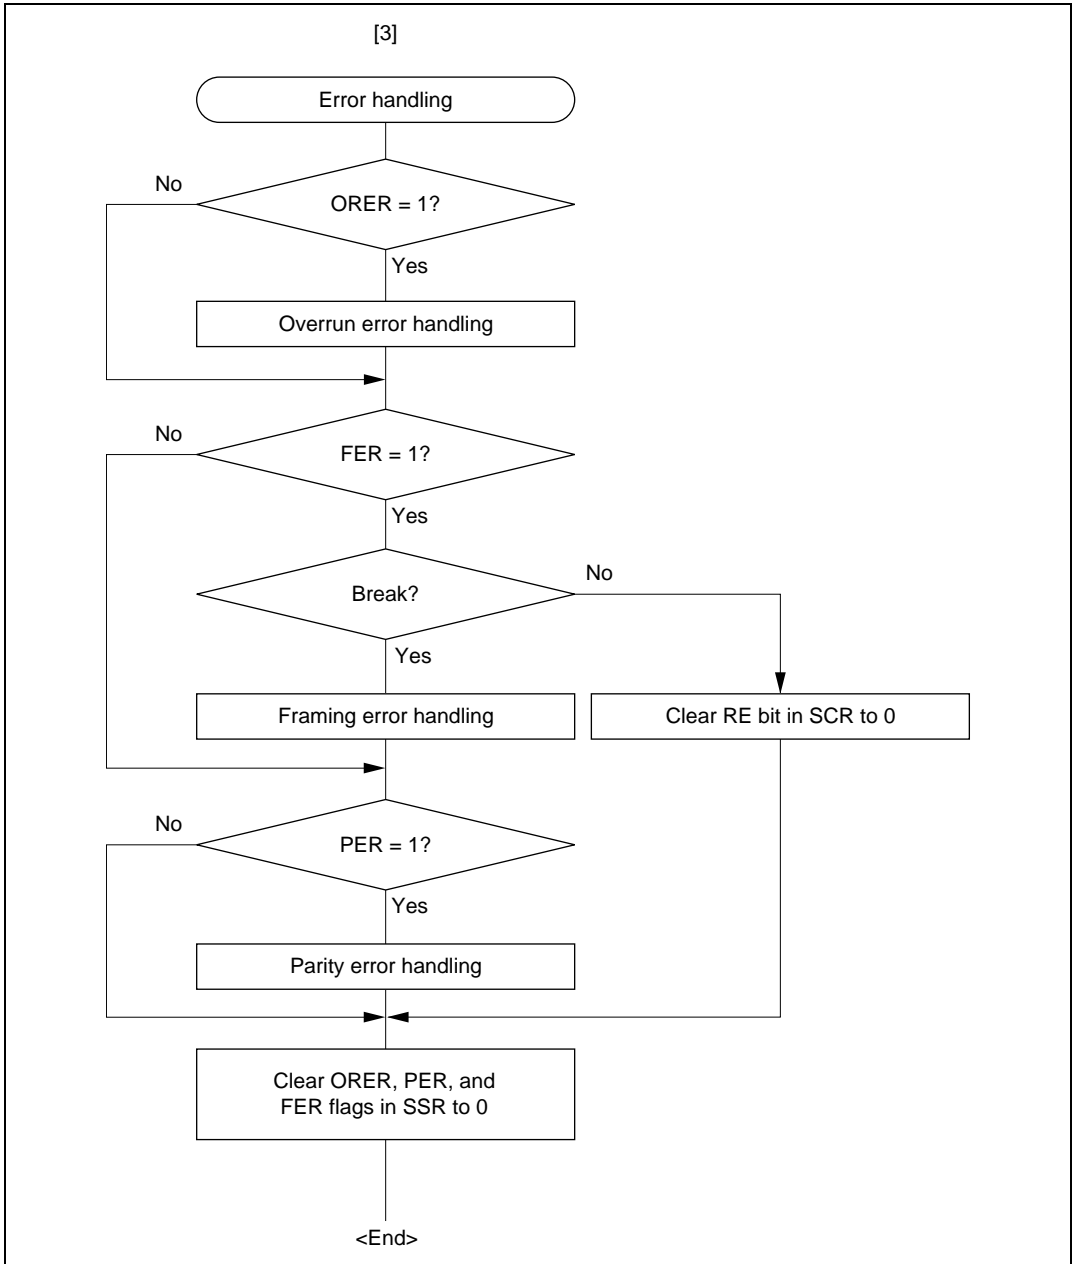 [3]
Error handling
No
ORER = 1?
Yes
Overrun error handling
No
FER = 1?
Yes
Break?
No
Yes
Framing error handling
Clear RE bit in SCR to 0
No
PER = 1?
Yes
Parity error handling
Clear ORER, PER, and
FER flags in SSR to 0
<End>